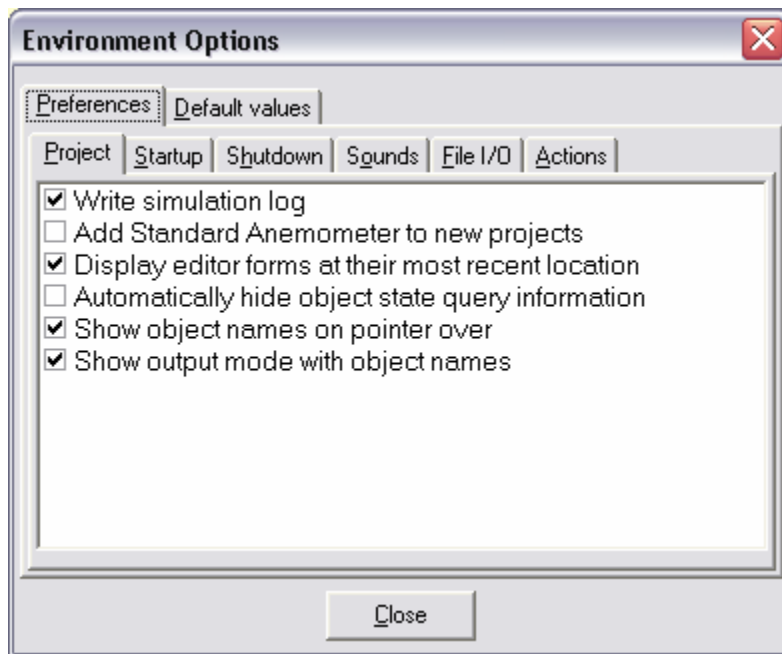 Environment Options
Preferences Default values
Project Startup Shutdown Sounds File I/O Actions
Write simulation log
Add Standard Anemometer to new projects
Display editor forms at their most recent location
Automatically hide object state query information
Show object names on pointer over
Show output mode with object names
Close